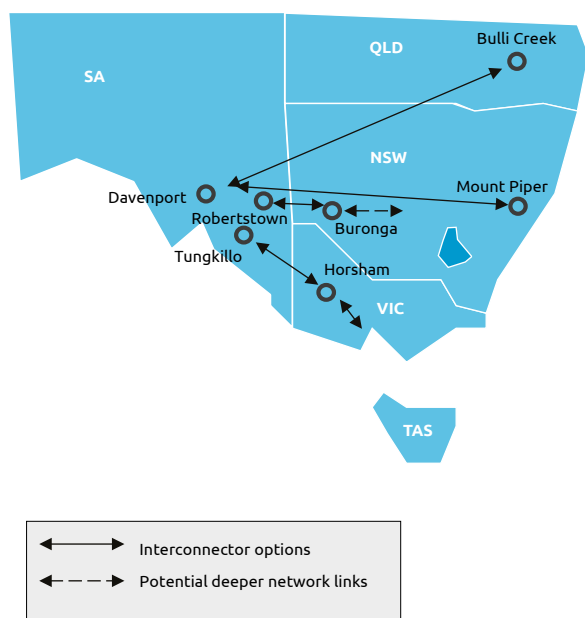 Bulli Creek
QLD
SA
NSW
Mount Piper
Davenport
Robertstown
Buronga
Tungkillo
Horsham
VIC
TAS
Interconnector options
Potential deeper network links